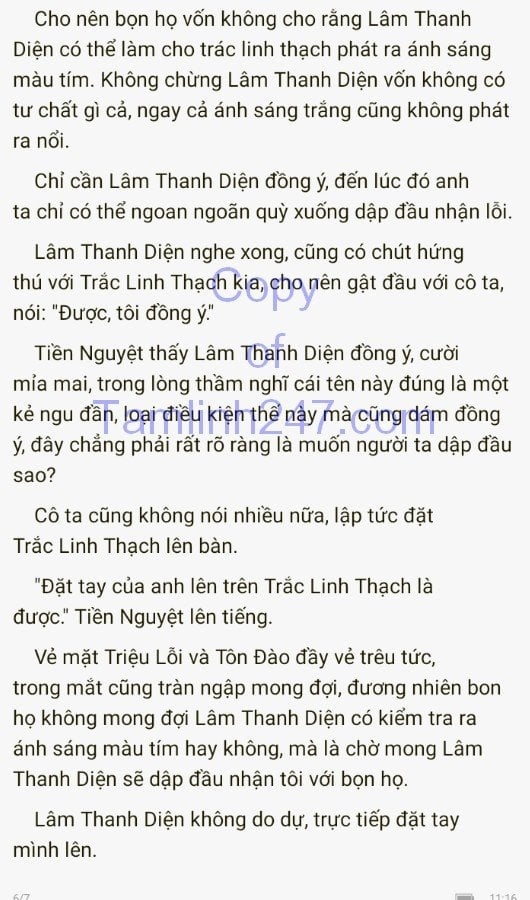 Cho nên bọn họ vốn không cho rằng Lâm Thanh
Diện có thể làm cho trác linh thạch phát ra ánh sáng
màu tím. Không chừng Lâm Thanh Diện vốn không có
tư chất gì cả, ngay cả ánh sáng trắng cũng không phát
ra nổi.
Chỉ cần Lâm Thanh Diện đồng ý, đến lúc đó anh
ta chỉ có thể ngoan ngoãn quỳ xuống dập đầu nhận lỗi.
Lâm Thanh Diện nghe xong, cũng có chút hứng
thú với Trắc Linh Thạch kia, cho nên gật đầu với cô ta,
nói: "Được, tôi đồng ý."
Copy
of
Tamlinh247.com
Tiền Nguyệt thấy Lâm Thanh Diện đồng ý, cười
mỉa mai, trong lòng thầm nghĩ cái tên này đúng là một
kẻ ngu đần, loại điều kiện thế này mà cũng dám đồng
ý, đây chẳng phải rất rõ ràng là muốn người ta dập đầu
sao?
Cô ta cũng không nói nhiều nữa, lập tức đặt
Trắc Linh Thạch lên bàn.
"Đặt tay của anh lên trên Trắc Linh Thạch là
được." Tiền Nguyệt lên tiếng.
Vẻ mặt Triệu Lỗi và Tôn Đào đầy vẻ trêu tức,
trong mắt cũng tràn ngập mong đợi, đương nhiên bon
họ không mong đợi Lâm Thanh Diện có kiểm tra ra
ánh sáng màu tím hay không, mà là chờ mong Lâm
Thanh Diện sẽ dập đầu nhận tôi với bọn họ.
Lâm Thanh Diện không do dự, trực tiếp đặt tay
mình lên.
6/7
11:16